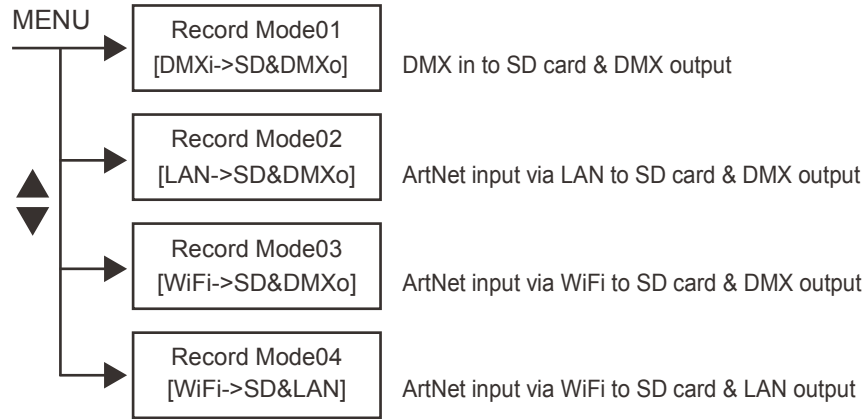 MENU
Record Mode01
[DMXi->SD&DMXo]
DMX in to SD card & DMX output
Record Mode02
[LAN->SD&DMXo]
ArtNet input via LAN to SD card & DMX output
Record Mode03
[WiFi->SD&DMXo]
ArtNet input via WiFi to SD card & DMX output
Record Mode04
[WiFi->SD&LAN]
ArtNet input via WiFi to SD card & LAN output